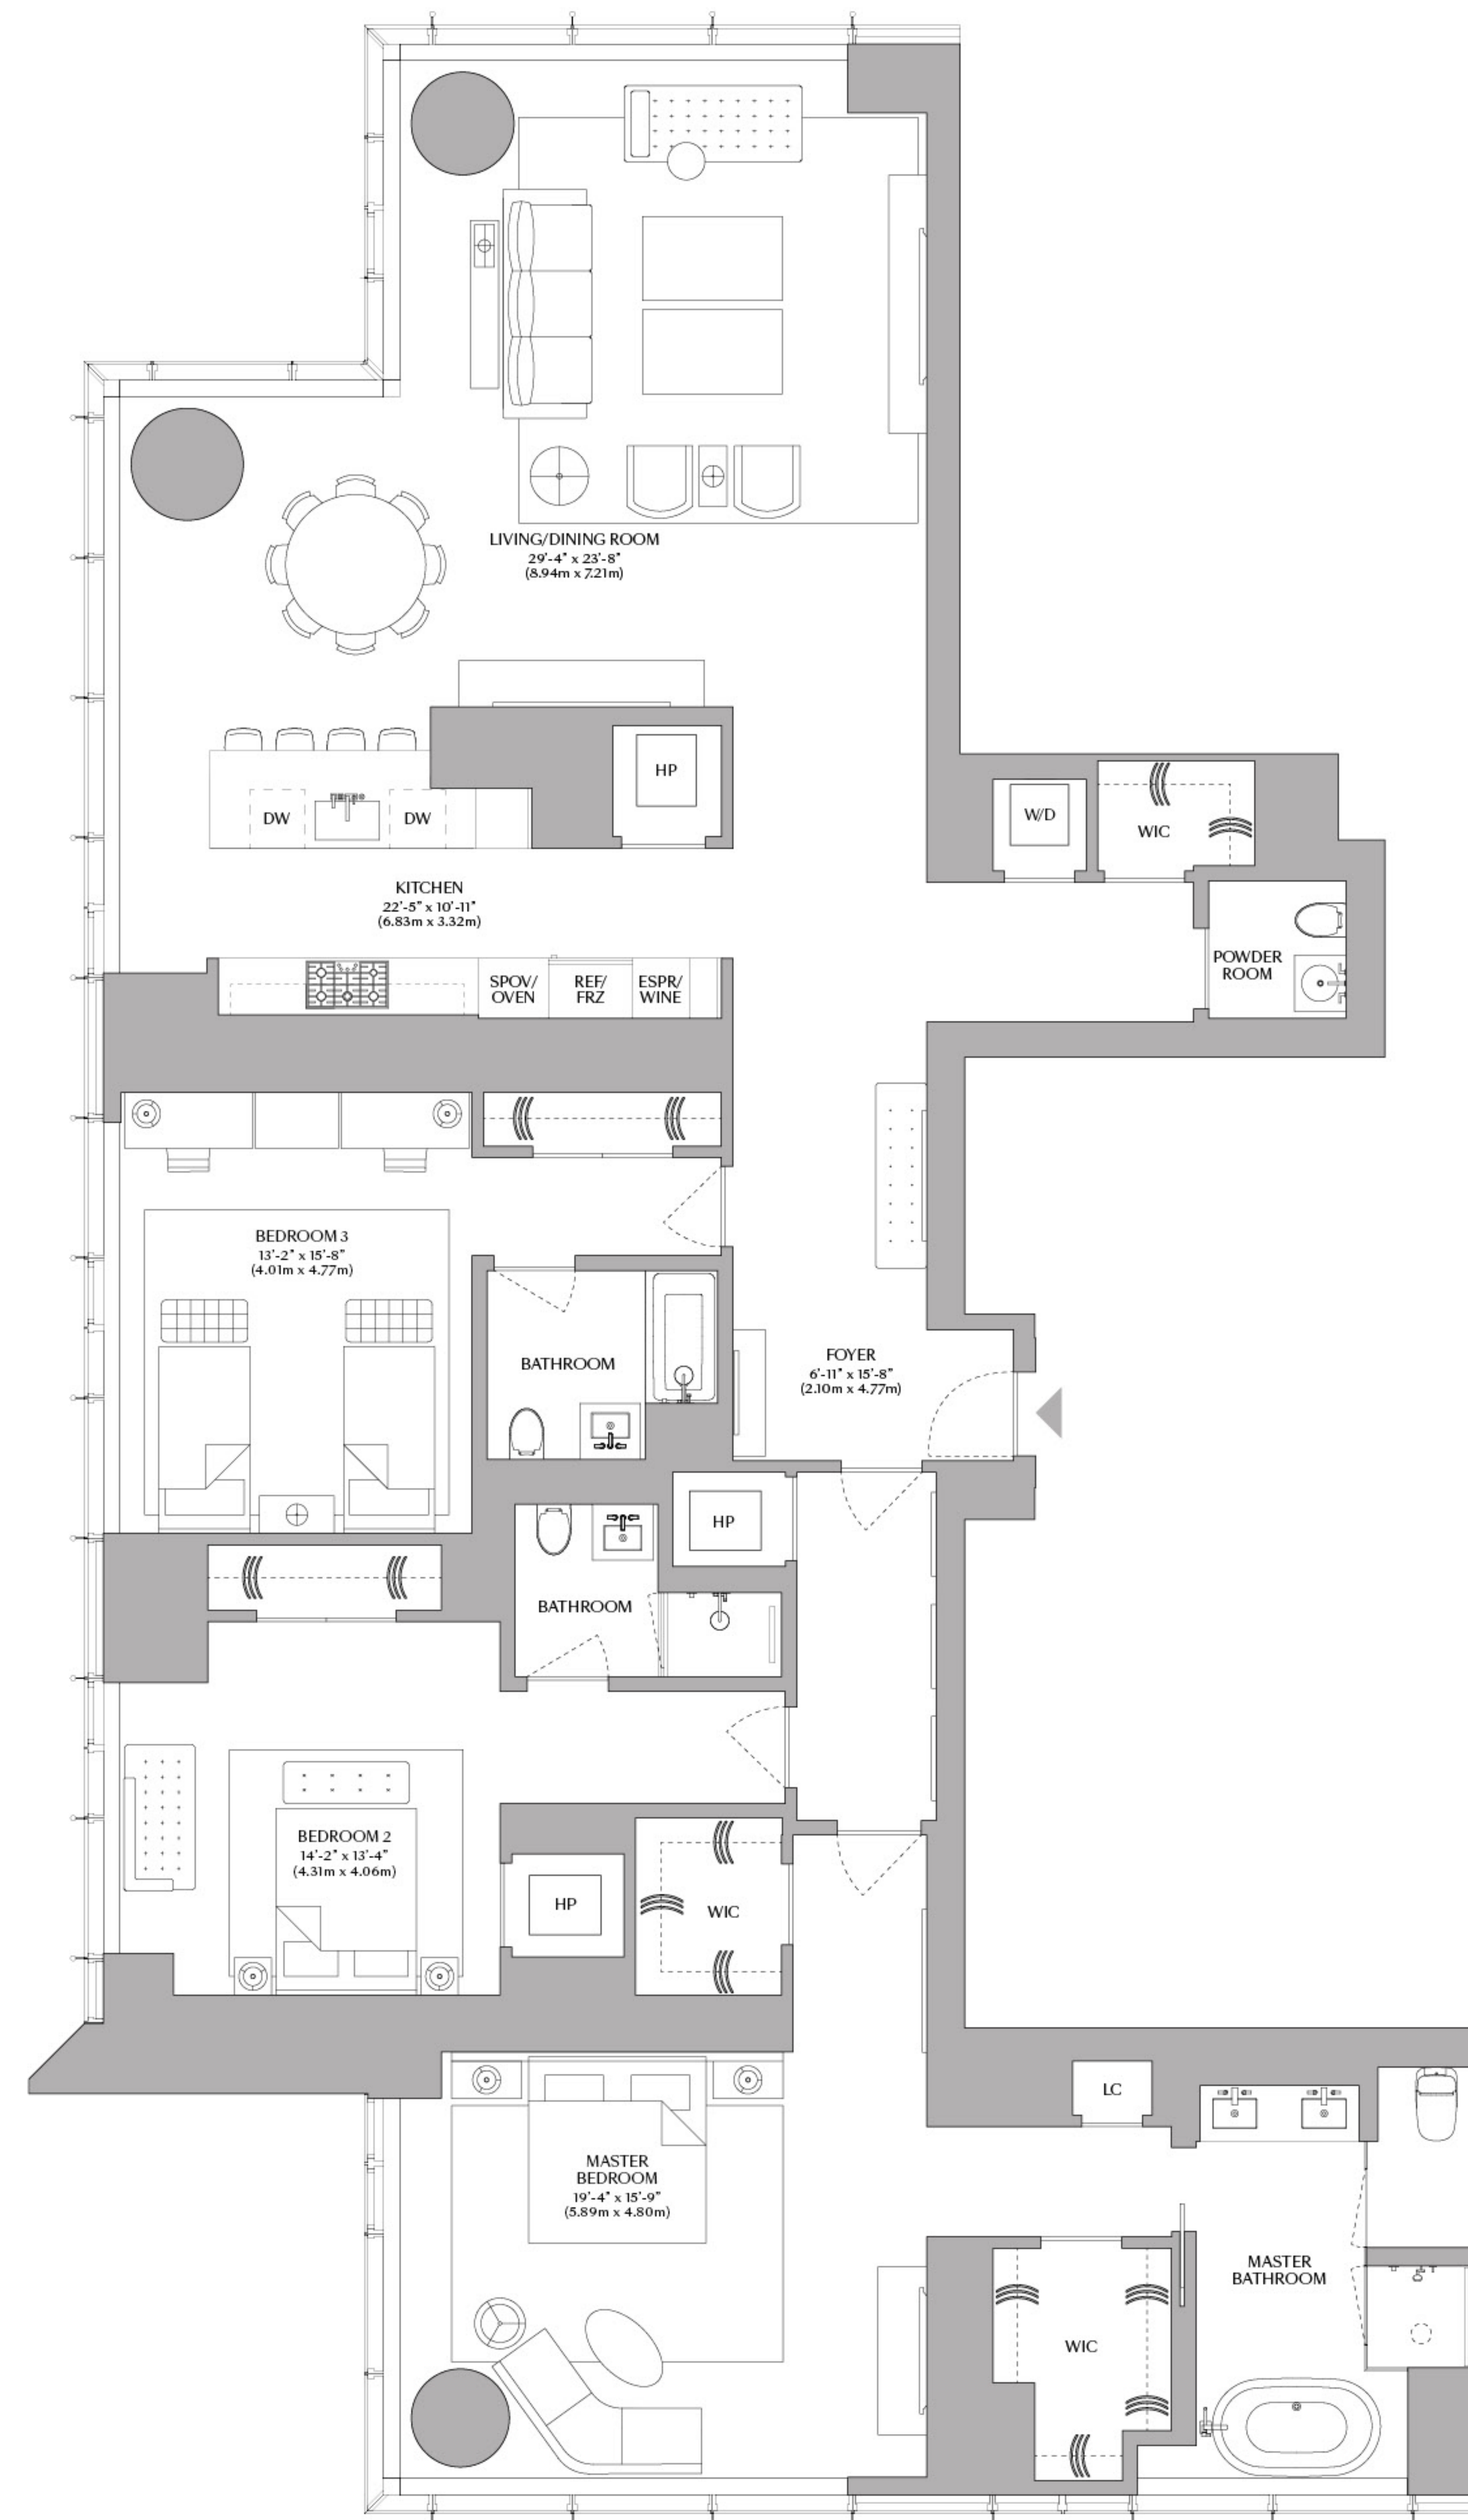 LIVING/DINING ROOM
29'-4" x 23'-8"
(8.94m x 7.21m)
HP
W/D
WIC
DW
DW
KITCHEN
22'-5" x 10'-11"
(6.83m x 3.32m)
POWDER
ROOM
SPOV/
OVEN
REF/
FRZ
ESPR/
WINE
BEDROOM 3
13'-2" x 15'-8"
(4.01m x 4.77m)
BATHROOM
FOYER
6'-11" x 15'-8"
(2.10m x 4.77m)
HP
BATHROOM
BEDROOM 2
14'-2" x 13'-4"
(4.31m x 4.06m)
HP
WIC
LC
MASTER
BEDROOM
19'-4" x 15'-9"
(5.89m x 4.80m)
MASTER
BATHROOM
WIC